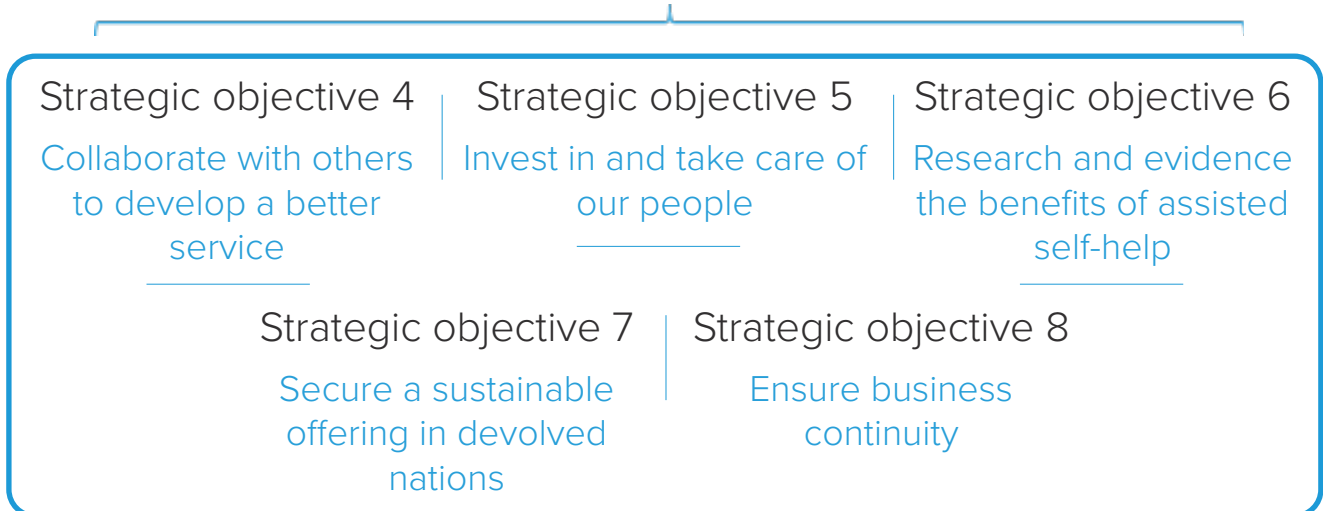 Strategic objective 4
Collaborate with others
to develop a better
service
Strategic objective 5
Invest in and take care of
our people
Strategic objective 6
Research and evidence
the benefits of assisted
self-help
Strategic objective 7
Secure a sustainable
offering in devolved
nations
Strategic objective 8
Ensure business
continuity